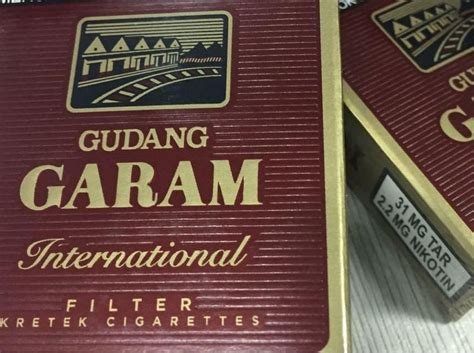 GUDANG
GARAM
International
FILTER
KRETEK CIGARETTES
31 MG TAR
2.2 MG NIKOTIN
G